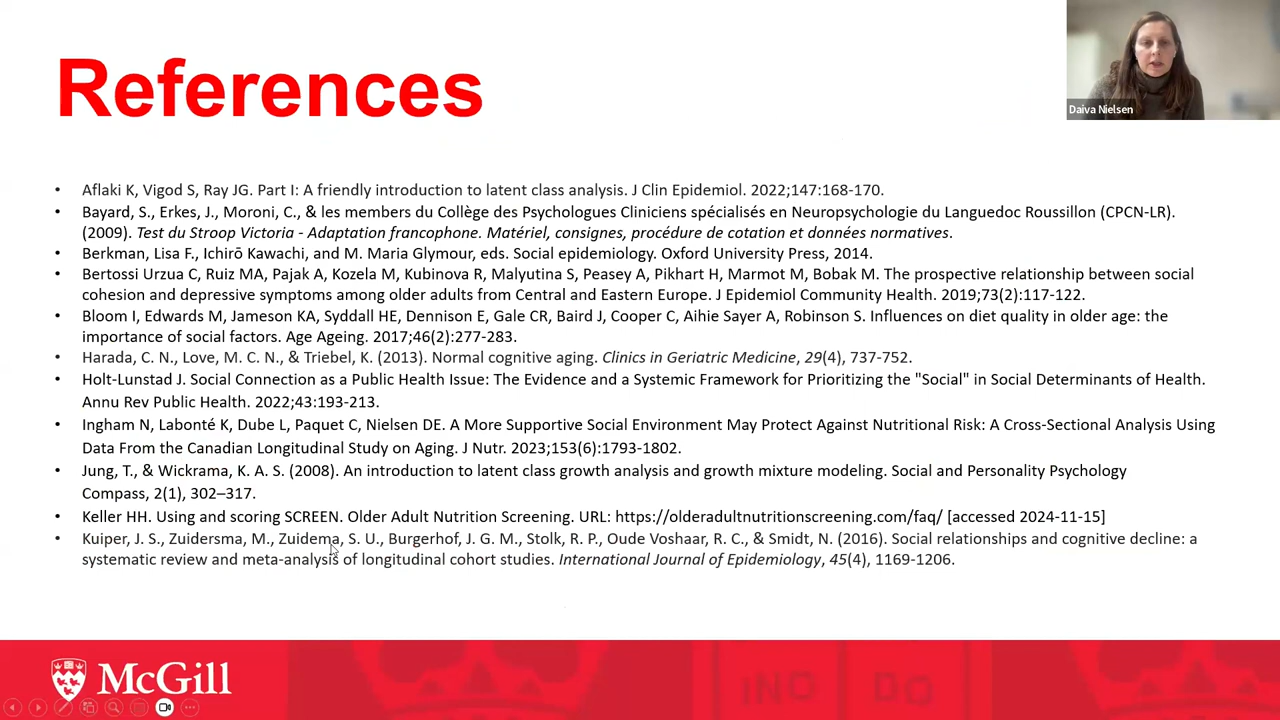 References
Daiva Nielsen
• Aflaki K, Vigod S, Ray JG. Part I: A friendly introduction to latent class analysis. J Clin Epidemiol. 2022;147:168-170.
• Bayard, S., Erkes, J., Moroni, C., & les membres du Collège des Psychologues Cliniciens spécialisés en Neuropsychologie du Languedoc Roussillon (CPCN-LR).
(2009). Test du Stroop Victoria - Adaptation francophone. Matériel, consignes, procédure de cotation et données normatives.
• Berkman, Lisa F., Ichirō Kawachi, and M. Maria Glymour, eds. Social epidemiology. Oxford University Press, 2014.
• Bertossi Urzua C, Ruiz MA, Pajak A, Kozela M, Kubinova R, Malyutina S, Peasey A, Pikhart H, Marmot M, Bobak M. The prospective relationship between social
cohesion and depressive symptoms among older adults from Central and Eastern Europe. J Epidemiol Community Health. 2019;73(2):117-122.
• Bloom I, Edwards M, Jameson KA, Syddall HE, Dennison E, Gale CR, Baird J, Cooper C, Aihie Sayer A, Robinson S. Influences on diet quality in older age: the
importance of social factors. Age Ageing. 2017;46(2):277-283.
• Harada, C. N., Love, M. C. N., & Triebel, K. (2013). Normal cognitive aging. Clinics in Geriatric Medicine, 29(4), 737-752.
• Holt-Lunstad J. Social Connection as a Public Health Issue: The Evidence and a Systemic Framework for Prioritizing the "Social" in Social Determinants of Health.
Annu Rev Public Health. 2022;43:193-213.
• Ingham N, Labonté K, Dube L, Paquet C, Nielsen DE. A More Supportive Social Environment May Protect Against Nutritional Risk: A Cross-Sectional Analysis Using
Data From the Canadian Longitudinal Study on Aging. J Nutr. 2023;153(6):1793-1802.
• Jung, T., & Wickrama, K. A. S. (2008). An introduction to latent class growth analysis and growth mixture modeling. Social and Personality Psychology
Compass, 2(1), 302–317.
• Keller HH. Using and scoring SCREEN. Older Adult Nutrition Screening. URL: https://olderadultnutritionscreening.com/faq/ [accessed 2024-11-15]
• Kuiper, J. S., Zuidersma, M., Zuidema, S. U., Burgerhof, J. G. M., Stolk, R. P., Oude Voshaar, R. C., & Smidt, N. (2016). Social relationships and cognitive decline: a
systematic review and meta-analysis of longitudinal cohort studies. International Journal of Epidemiology, 45(4), 1169-1206.
McGill